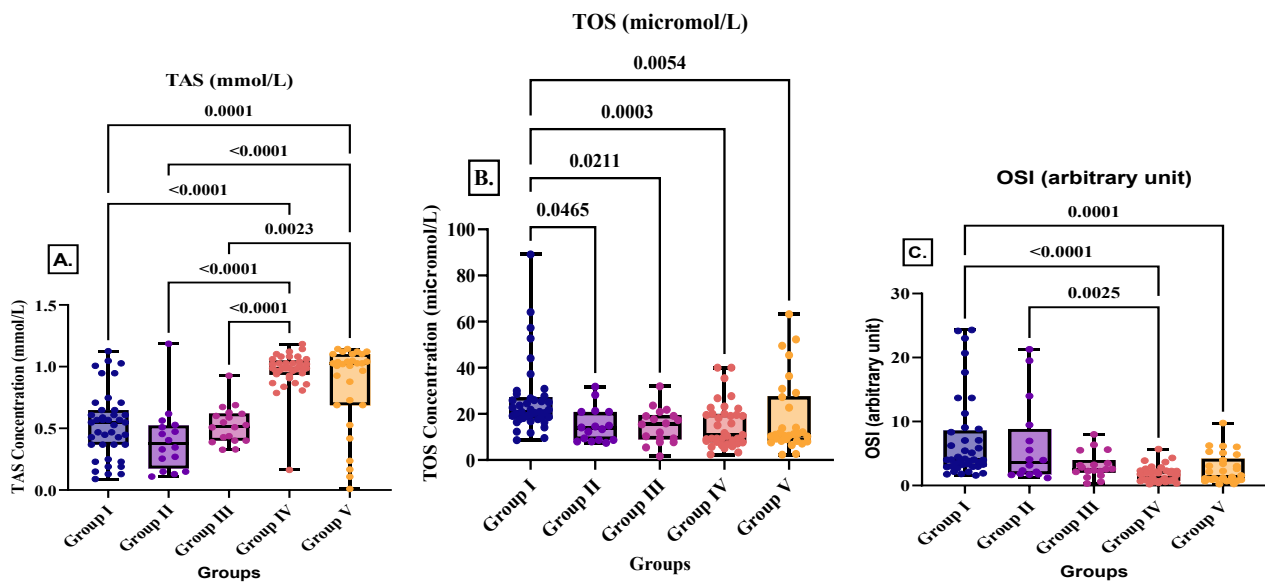 TAS (mmol/L)
0.0001
<0.0001
<0.0001
0.0023
<0.0001
<0.0001
A.
TAS Concentration (mmol/L)
1.5
1.0
0.5
0.0
Group I
Group II
Group III
Group IV
Group V
Groups
TOS (micromol/L)
0.0054
0.0003
0.0211
0.0465
B.
TOS Concentration (micromol/L)
100
80
60
40
20
0
Group I
Group II
Group III
Group IV
Group V
Groups
OSI (arbitrary unit)
0.0001
<0.0001
0.0025
C.
OSI (arbitrary unit)
30
20
10
0
Group I
Group II
Group III
Group IV
Group V
Groups